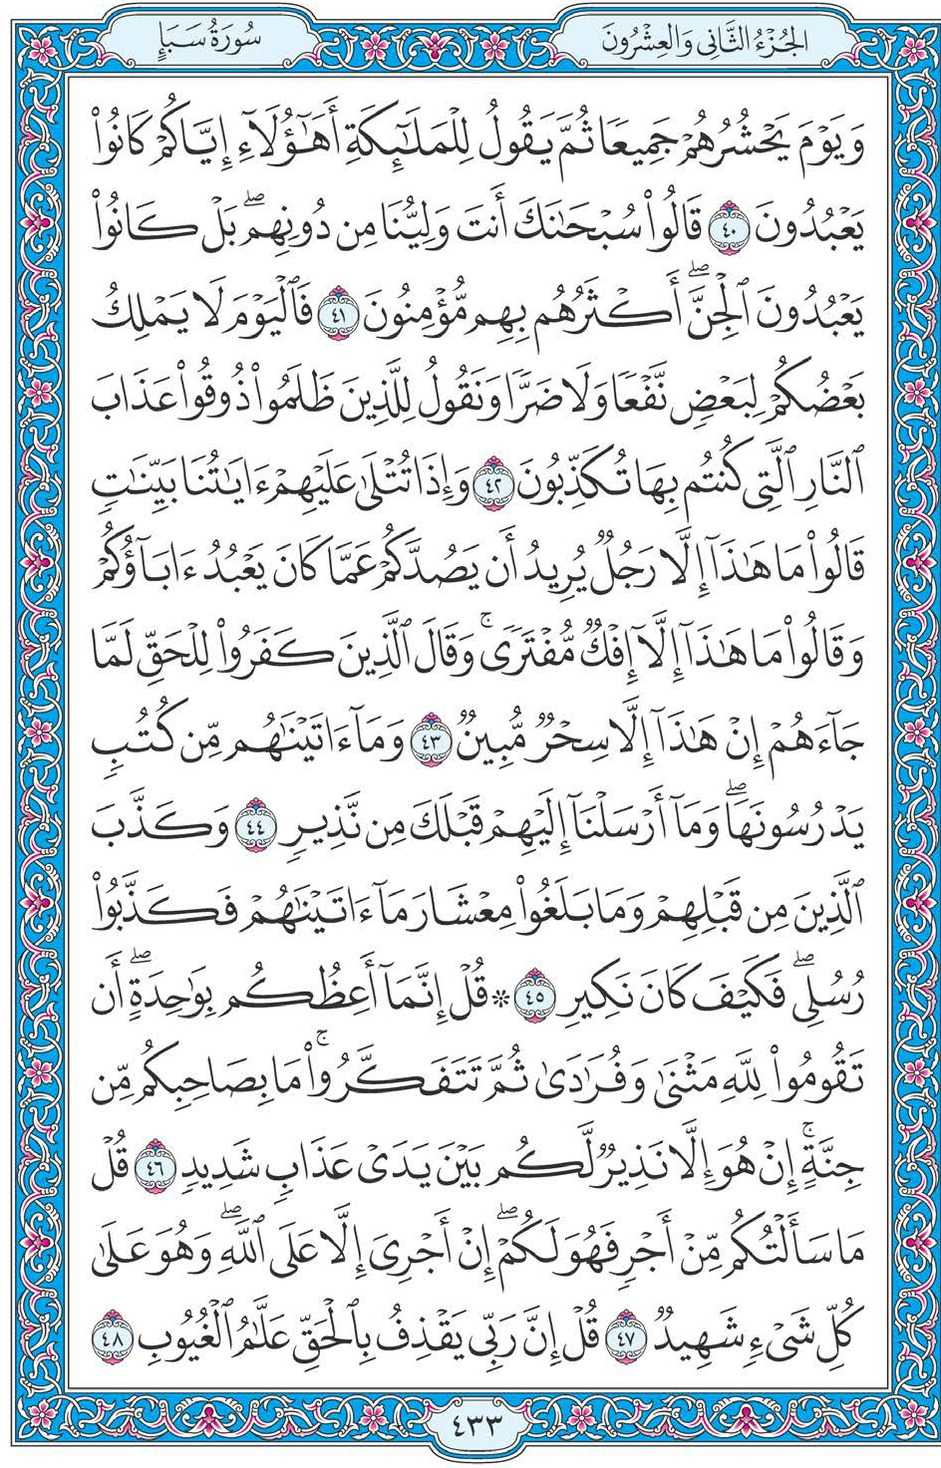 الجُزْءُ الثَّانِي وَالعِشْرُونَ
سُورَةُ سَبَإٍ
وَيَوْمَ يَحْشُرُهُمْ جَمِيعًا ثُمَّ يَقُولُ لِلْمَلَٰٓئِكَةِ أَهَٰٓؤُلَآءِ إِيَّاكُمْ كَانُوا۟
يَعْبُدُونَ ٤٠ قَالُوا۟ سُبْحَٰنَكَ أَنتَ وَلِيُّنَا مِن دُونِهِم ۖ بَلْ كَانُوا۟
يَعْبُدُونَ ٱلْجِنَّ ۖ أَكْثَرُهُم بِهِم مُّؤْمِنُونَ ٤١ فَٱلْيَوْمَ لَا يَمْلِكُ
بَعْضُكُمْ لِبَعْضٍ نَّفْعًا وَلَا ضَرًّا وَنَقُولُ لِلَّذِينَ ظَلَمُوا۟ ذُوقُوا۟ عَذَابَ
ٱلنَّارِ ٱلَّتِى كُنتُم بِهَا تُكَذِّبُونَ ٤٢ وَإِذَا تُتْلَىٰ عَلَيْهِمْ ءَايَٰتُنَا بَيِّنَٰتٍ
قَالُوا۟ مَا هَٰذَآ إِلَّا رَجُلٌ يُرِيدُ أَن يَصُدَّكُمْ عَمَّا كَانَ يَعْبُدُ ءَابَآؤُكُمْ
وَقَالُوا۟ مَا هَٰذَآ إِلَّآ إِفْكٌ مُّفْتَرًى ۚ وَقَالَ ٱلَّذِينَ كَفَرُوا۟ لِلْحَقِّ لَمَّا
جَآءَهُمْ إِنْ هَٰذَآ إِلَّا سِحْرٌ مُّبِينٌ ٤٣ وَمَآ ءَاتَيْنَٰهُم مِّن كُتُبٍ
يَدْرُسُونَهَا ۖ وَمَآ أَرْسَلْنَآ إِلَيْهِمْ قَبْلَكَ مِن نَّذِيرٍ ٤٤ وَكَذَّبَ
ٱلَّذِينَ مِن قَبْلِهِمْ وَمَا بَلَغُوا۟ مِعْشَارَ مَآ ءَاتَيْنَٰهُمْ فَكَذَّبُوا۟
رُسُلِى ۖ فَكَيْفَ كَانَ نَكِيرِ ٤٥ ۞ قُلْ إِنَّمَآ أَعِظُكُم بِوَٰحِدَةٍ ۖ أَن
تَقُومُوا۟ لِلَّهِ مَثْنَىٰ وَفُرَٰدَىٰ ثُمَّ تَتَفَكَّرُوا۟ ۚ مَا بِصَاحِبِكُم مِّن
جِنَّةٍ ۚ إِنْ هُوَ إِلَّا نَذِيرٌ لَّكُم بَيْنَ يَدَىْ عَذَابٍ شَدِيدٍ ٤٦ قُلْ
مَا سَأَلْتُكُم مِّنْ أَجْرٍ فَهُوَ لَكُمْ ۖ إِنْ أَجْرِىَ إِلَّا عَلَى ٱللَّهِ ۖ وَهُوَ عَلَىٰ
كُلِّ شَىْءٍ شَهِيدٌ ٤٧ قُلْ إِنَّ رَبِّى يَقْذِفُ بِٱلْحَقِّ عَلَّٰمُ ٱلْغُيُوبِ ٤٨
٤٣٣